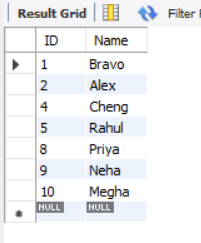 Result Grid Filter
ID Name
1 Bravo
2 Alex
4 Cheng
5 Rahul
8 Priya
9 Neha
10 Megha
NULL NULL